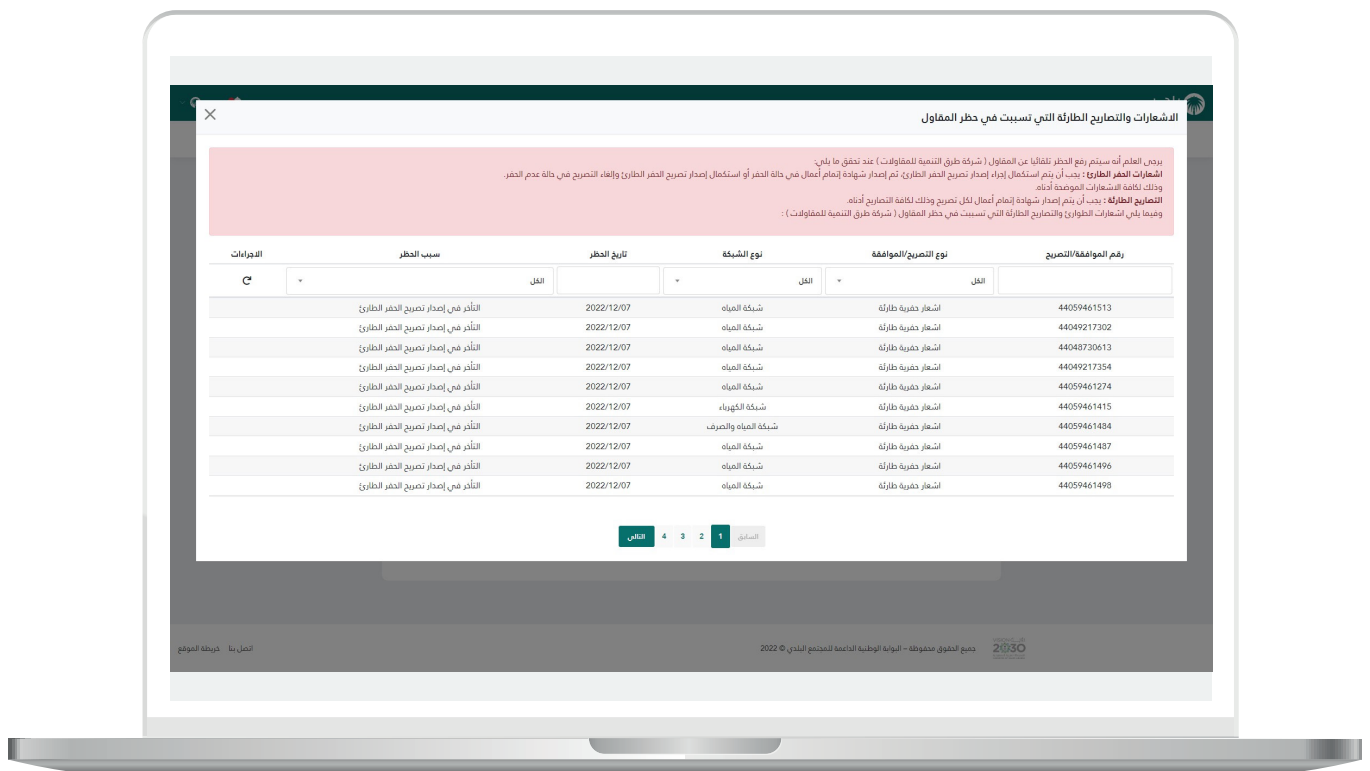 الاشعارات والتصاريح الطارئة التي تسببت في حظر المقاول
يرجى العلم أنه سيتم رفع الحظر تلقائيا عن المقاول ( شركة طرق التنمية للمقاولات ) عند تحقق ما يلي:
اشعارات الحفر الطارئ : يجب أن يتم استكمال إجراء إصدار تصريح الحفر الطارئ، ثم إصدار شهادة إتمام أعمال في حالة الحفر أو استكمال إصدار تصريح الحفر الطارئ وإلغاء التصريح في حالة عدم الحفر.
وذلك لكافة الاشعارات الموضحة أدناه.
التصاريح الطارئة : يجب أن يتم إصدار شهادة إتمام أعمال لكل تصريح وذلك لكافة التصاريح أدناه.
وفيما يلي اشعارات الطوارئ والتصاريح الطارئة التي تسببت في حظر المقاول ( شركة طرق التنمية للمقاولات ) :
رقم الموافقة/التصريح نوع التصريح/الموافقة نوع الشبكة تاريخ الحظر سبب الحظر الاجراءات
الكل الكل الكل
44059461513 اشعار حفرية طارئة شبكة المياه 2022/12/07 التأخر في إصدار تصريح الحفر الطارئ
44049217302 اشعار حفرية طارئة شبكة المياه 2022/12/07 التأخر في إصدار تصريح الحفر الطارئ
44048730613 اشعار حفرية طارئة شبكة المياه 2022/12/07 التأخر في إصدار تصريح الحفر الطارئ
44049217354 اشعار حفرية طارئة شبكة المياه 2022/12/07 التأخر في إصدار تصريح الحفر الطارئ
44059461274 اشعار حفرية طارئة شبكة المياه 2022/12/07 التأخر في إصدار تصريح الحفر الطارئ
44059461415 اشعار حفرية طارئة شبكة الكهرباء 2022/12/07 التأخر في إصدار تصريح الحفر الطارئ
44059461484 اشعار حفرية طارئة شبكة المياه والصرف 2022/12/07 التأخر في إصدار تصريح الحفر الطارئ
44059461487 اشعار حفرية طارئة شبكة المياه 2022/12/07 التأخر في إصدار تصريح الحفر الطارئ
44059461496 اشعار حفرية طارئة شبكة المياه 2022/12/07 التأخر في إصدار تصريح الحفر الطارئ
44059461498 اشعار حفرية طارئة شبكة المياه 2022/12/07 التأخر في إصدار تصريح الحفر الطارئ
السابق 1 2 3 4 التالي
2030 جميع الحقوق محفوظة – البوابة الوطنية الداعمة للمجتمع البلدي © 2022 اتصل بنا خريطة الموقع